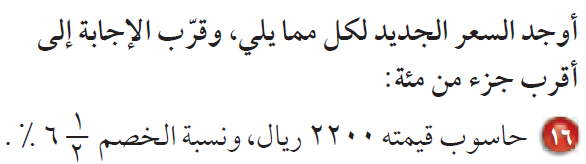 أوجد السعر الجديد لكل مما يلي، وقرّب الإجابة إلى
أقرب جزء من مئة:
١٦ حاسوب قيمته ٢٢٠٠ ريال، ونسبة الخصم ١/٢ ٦ ٪ .